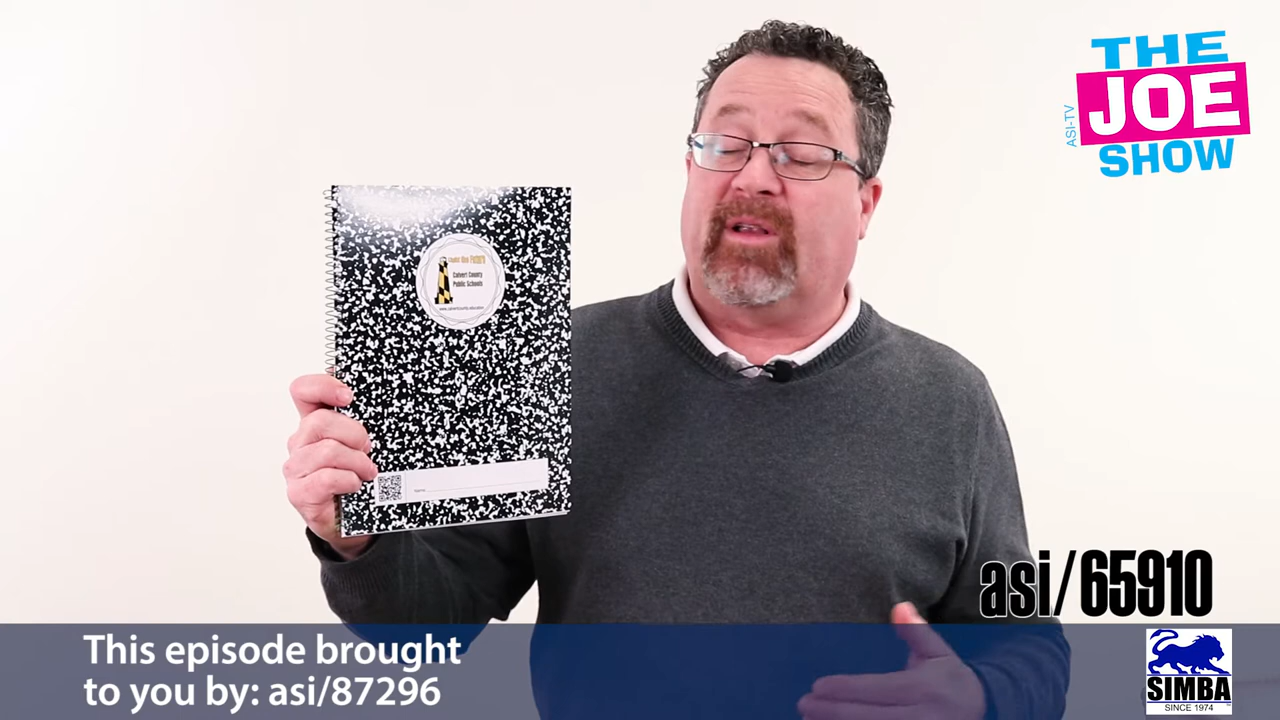 THE
JOE
SHOW
ASI-TV
Calvert County
Public Schools
Name
asi/65910
This episode brought
to you by: asi/87296
SIMBA
SINCE 1974